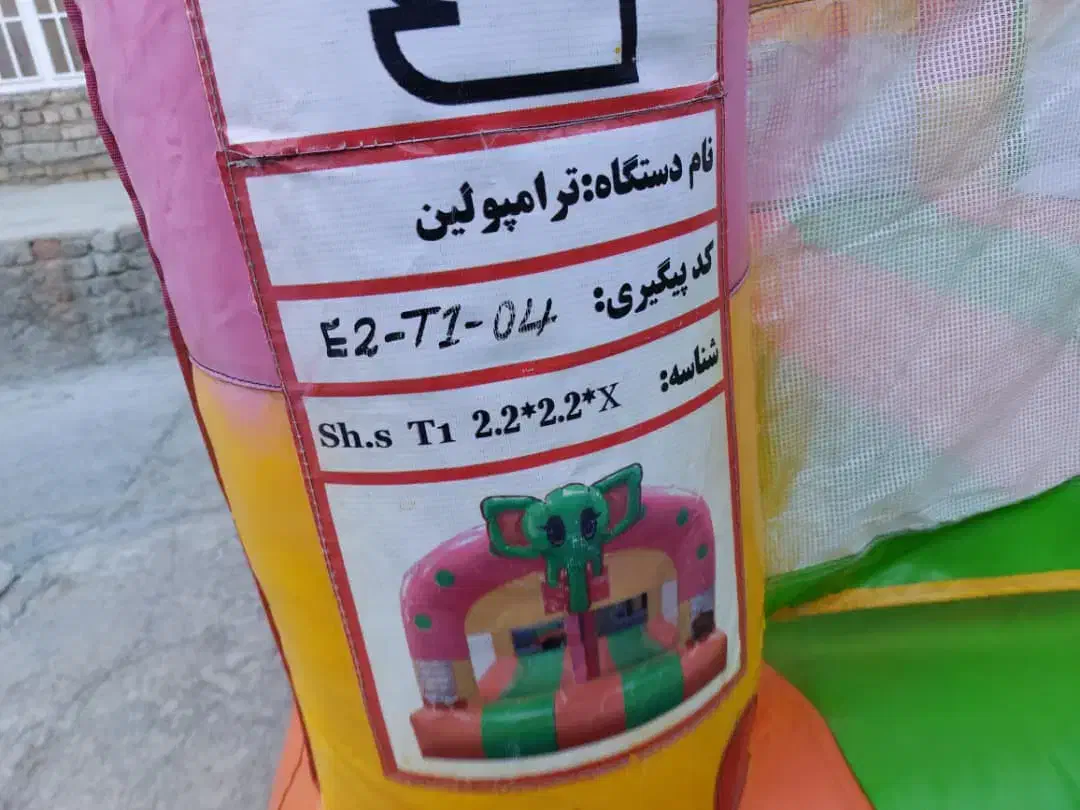 نام دستگاه:ترامپولین
کد پیگیری: E2-T1-04
شناسه: Sh.s T1 2.2*2.2*X